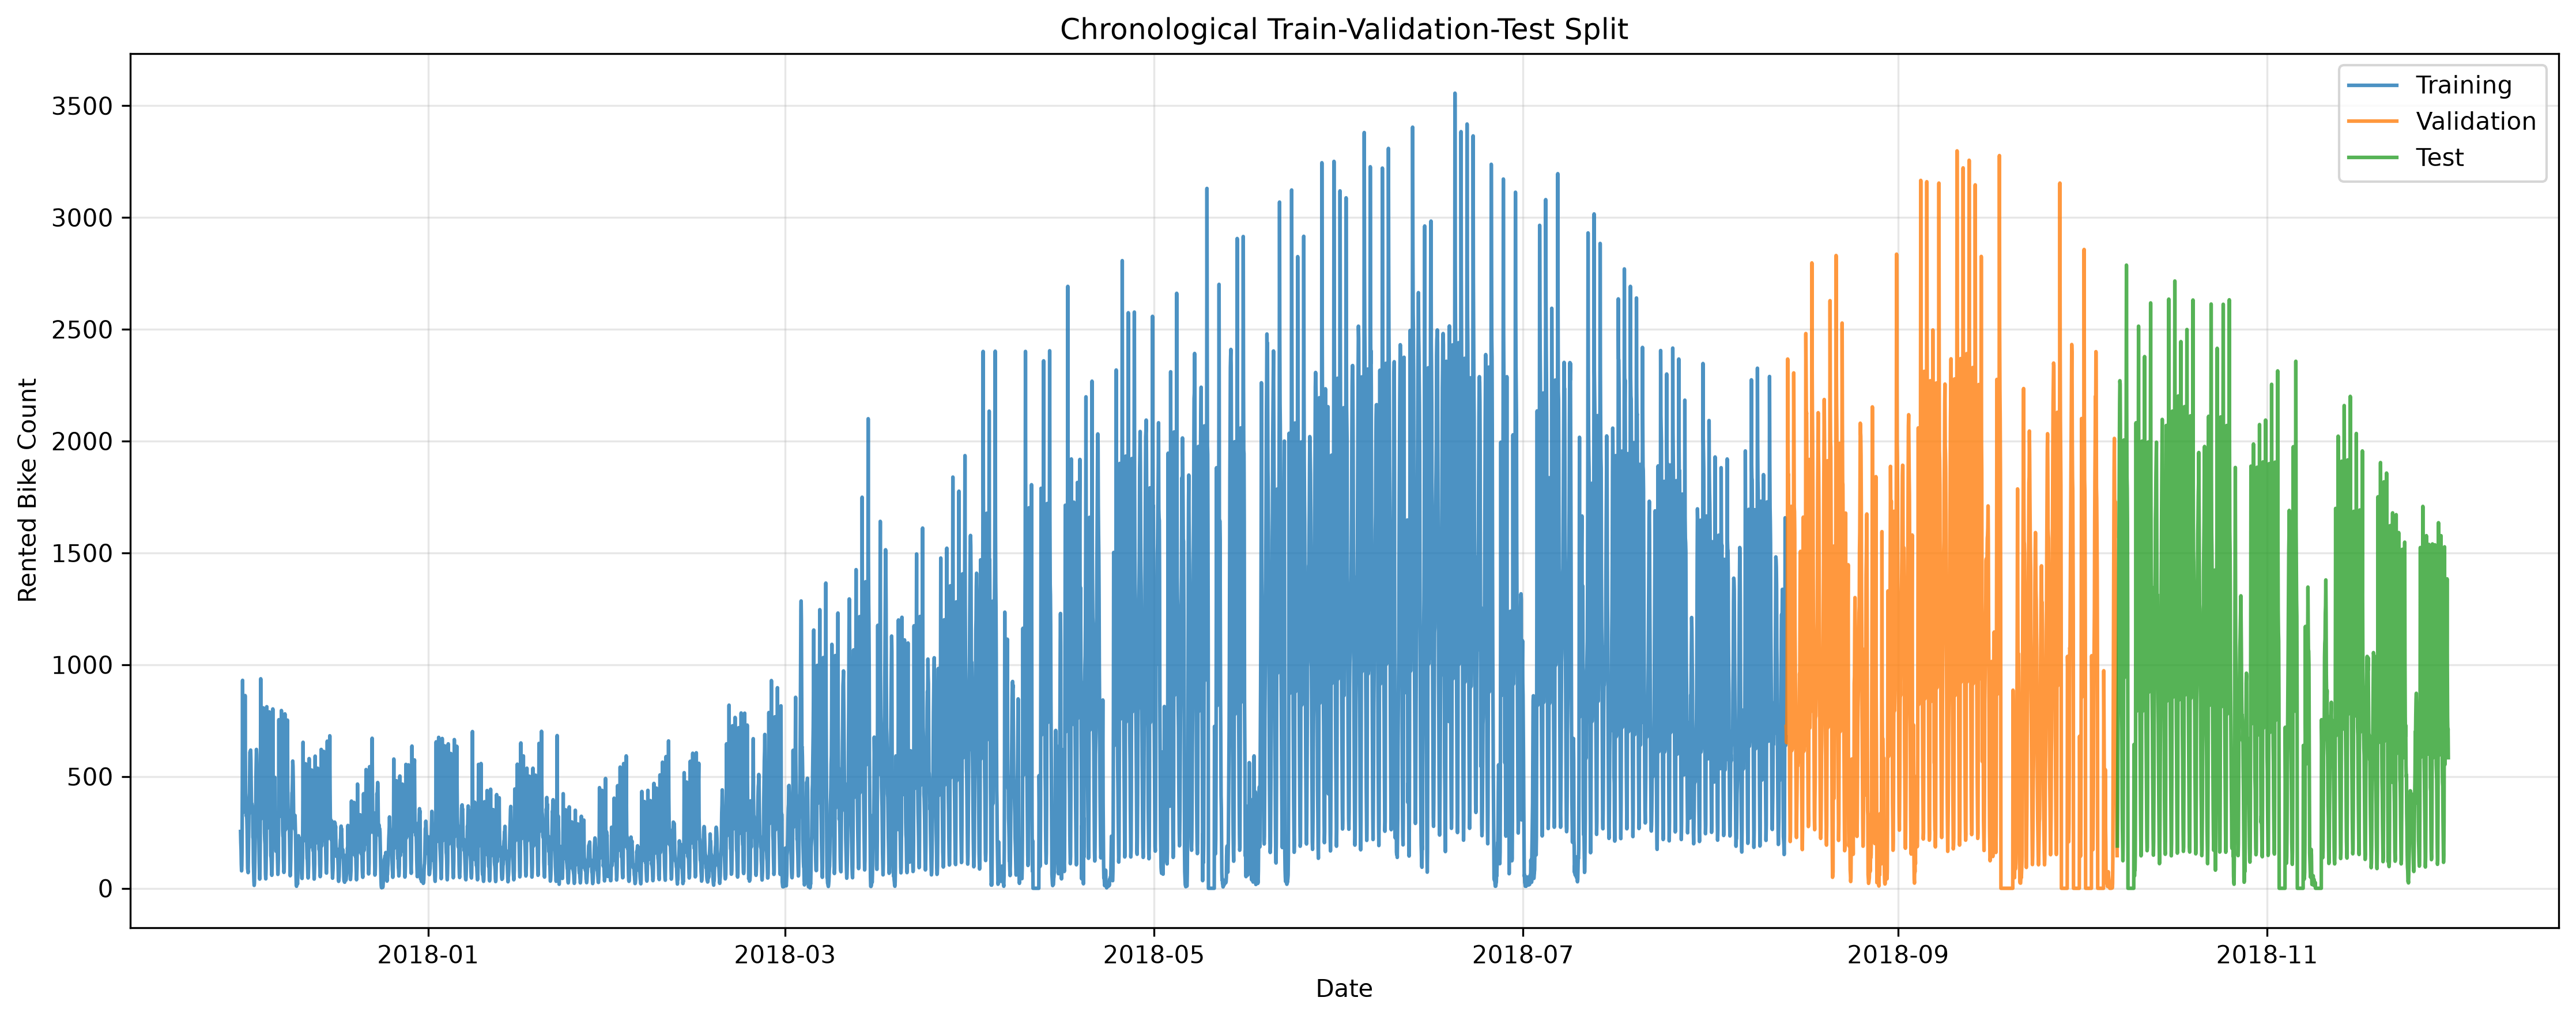 Chronological Train-Validation-Test Split
Training
Validation
Test
Rented Bike Count
3500
3000
2500
2000
1500
1000
500
0
2018-01
2018-03
2018-05
2018-07
2018-09
2018-11
Date